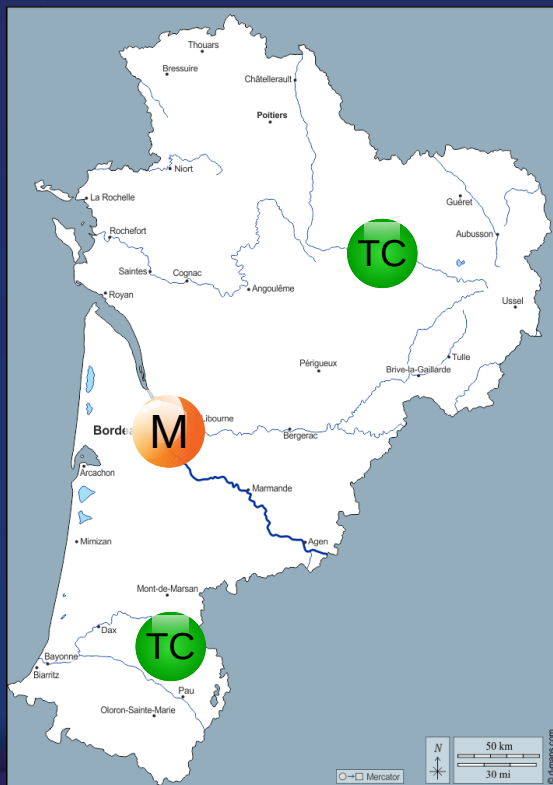 Thouars
Bressuire
Châtellerault
Poitiers
Niort
La Rochelle
Guéret
Rochefort
Aubusson
TC
Saintes
Cognac
Angoulême
Royan
Ussel
Périgueux
Tulle
Brive-la-Gaillarde
Libourne
M
Bergerac
Arcachon
Marmande
Mimizan
Agen
Mont-de-Marsan
Dax
TC
Bayonne
Biarritz
Pau
Oloron-Sainte-Marie
N
50 km
30 mi
Mercator
© d-maps.com